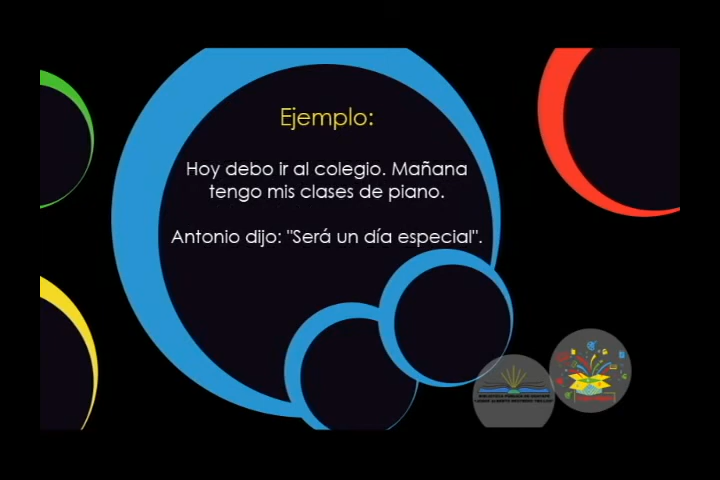 Ejemplo:
Hoy debo ir al colegio. Mañana
tengo mis clases de piano.
Antonio dijo: "Será un día especial".